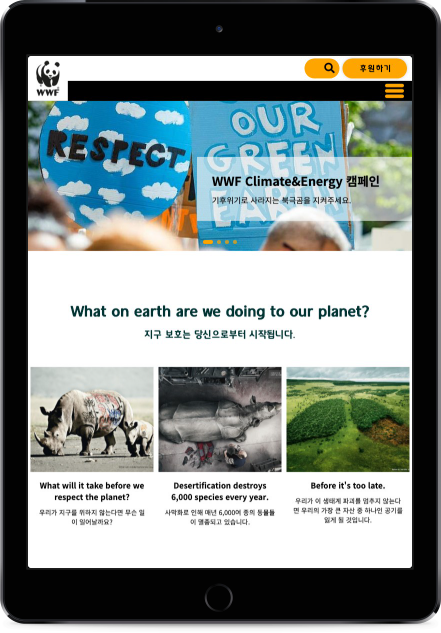 WWF
후원하기
RESPECT
OUR
GREEN
EARTH
WWF Climate&Energy 캠페인
기후위기로 사라지는 북극곰을 지켜주세요.
What on earth are we doing to our planet?
지구 보호는 당신으로부터 시작됩니다.
What will it take before we
respect the planet?
우리가 지구를 위하지 않는다면 무슨 일
이 일어날까요?
Desertification destroys
6,000 species every year.
사막화로 인해 매년 6,000여 종의 동물들
이 멸종되고 있습니다.
Before it's too late.
우리가 이 생태계 파괴를 멈추지 않는다
면 우리의 가장 큰 자산 중 하나인 공기를
잃게 될 것입니다.